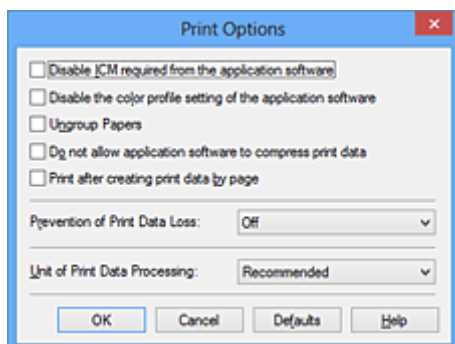 Print Options
Disable ICM required from the application software
Disable the color profile setting of the application software
Ungroup Papers
Do not allow application software to compress print data
Print after creating print data by page
Prevention of Print Data Loss: Off
Unit of Print Data Processing: Recommended
OK Cancel Defaults Help